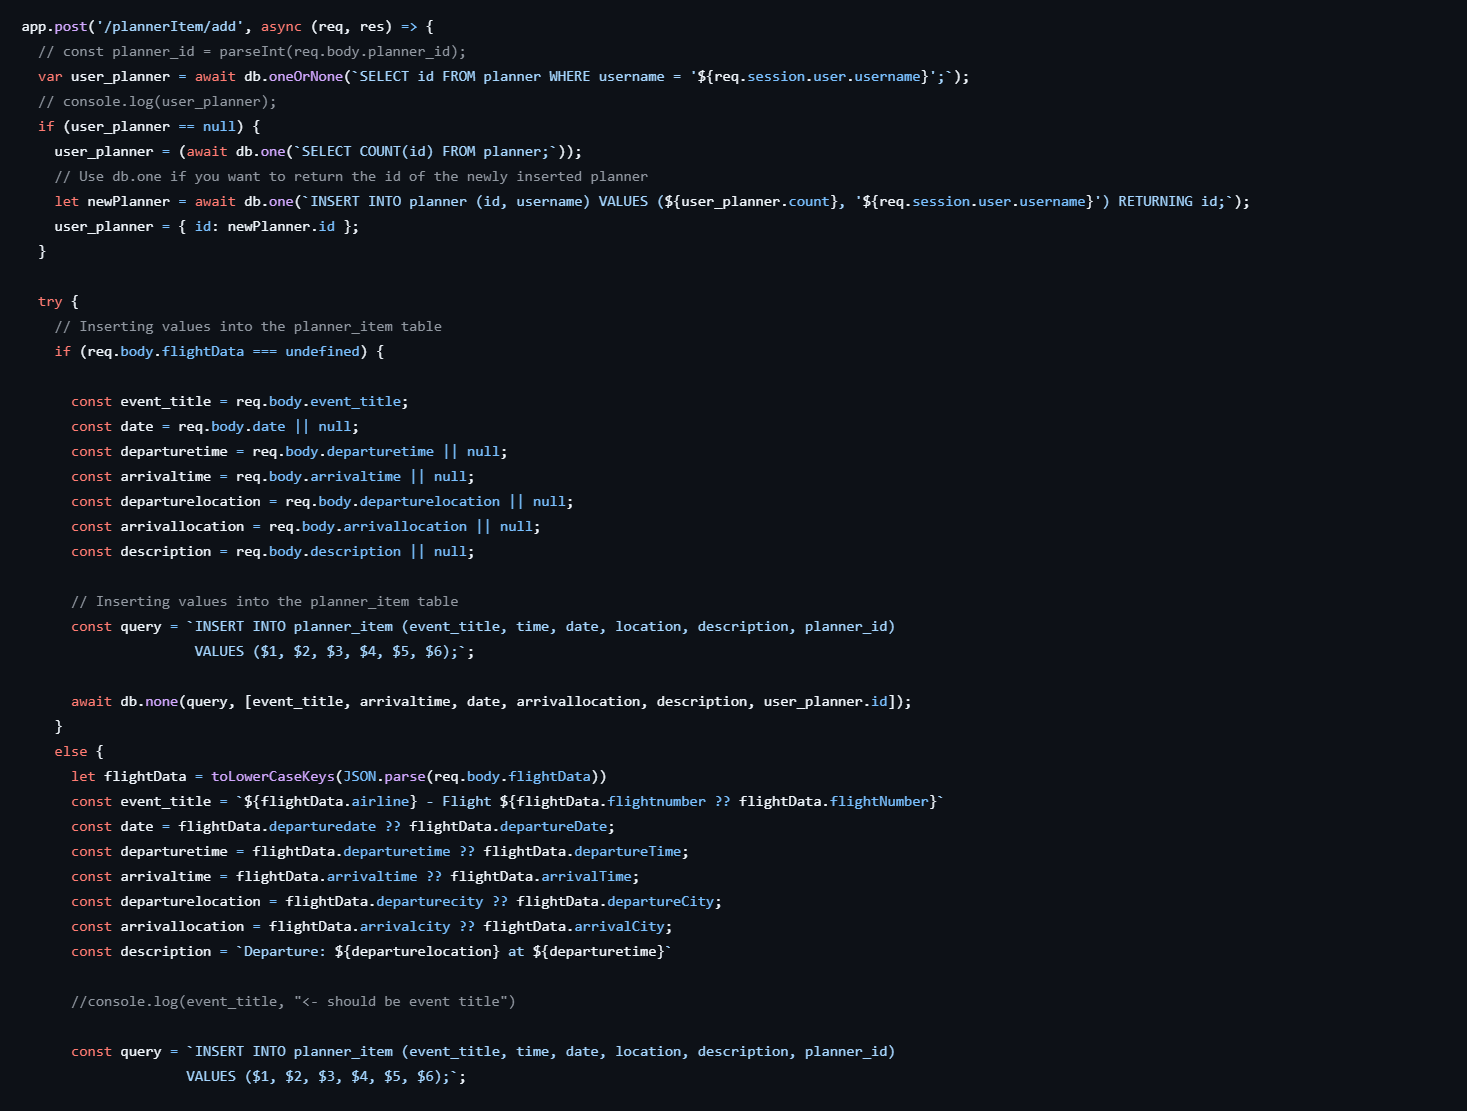 app.post('/plannerItem/add', async (req, res) => {
  // const planner_id = parseInt(req.body.planner_id);
  var user_planner = await db.oneOrNone(`SELECT id FROM planner WHERE username = '${req.session.user.username}';`);
  // console.log(user_planner);
  if (user_planner == null) {
    user_planner = (await db.one(`SELECT COUNT(id) FROM planner;`));
    // Use db.one if you want to return the id of the newly inserted planner
    let newPlanner = await db.one(`INSERT INTO planner (id, username) VALUES (${user_planner.count}, '${req.session.user.username}') RETURNING id;`);
    user_planner = { id: newPlanner.id };
  }

  try {
    // Inserting values into the planner_item table
    if (req.body.flightData === undefined) {

      const event_title = req.body.event_title;
      const date = req.body.date || null;
      const departuretime = req.body.departuretime || null;
      const arrivaltime = req.body.arrivaltime || null;
      const departurelocation = req.body.departurelocation || null;
      const arrivallocation = req.body.arrivallocation || null;
      const description = req.body.description || null;

      // Inserting values into the planner_item table
      const query = `INSERT INTO planner_item (event_title, time, date, location, description, planner_id)
                     VALUES ($1, $2, $3, $4, $5, $6);`;

      await db.none(query, [event_title, arrivaltime, date, arrivallocation, description, user_planner.id]);
    }
    else {
      let flightData = toLowerCaseKeys(JSON.parse(req.body.flightData))
      const event_title = `${flightData.airline} - Flight ${flightData.flightnumber ?? flightData.flightNumber}`
      const date = flightData.departuredate ?? flightData.departureDate;
      const departuretime = flightData.departuretime ?? flightData.departureTime;
      const arrivaltime = flightData.arrivaltime ?? flightData.arrivalTime;
      const departurelocation = flightData.departurecity ?? flightData.departureCity;
      const arrivallocation = flightData.arrivalcity ?? flightData.arrivalCity;
      const description = `Departure: ${departurelocation} at ${departuretime}`

      //console.log(event_title, "<- should be event title")

      const query = `INSERT INTO planner_item (event_title, time, date, location, description, planner_id)
                    VALUES ($1, $2, $3, $4, $5, $6);`;